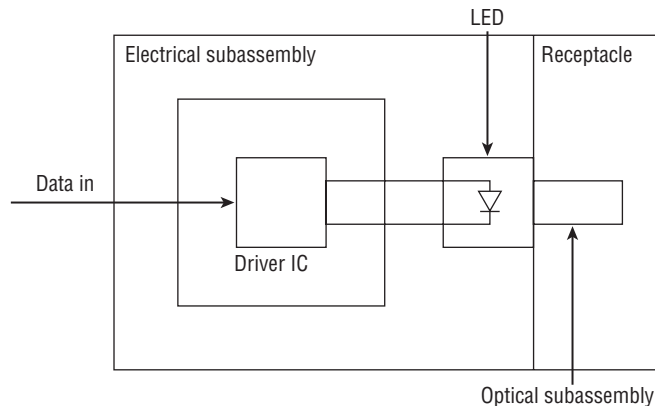 LED
Electrical subassembly
Receptacle
Data in
Driver IC
Optical subassembly